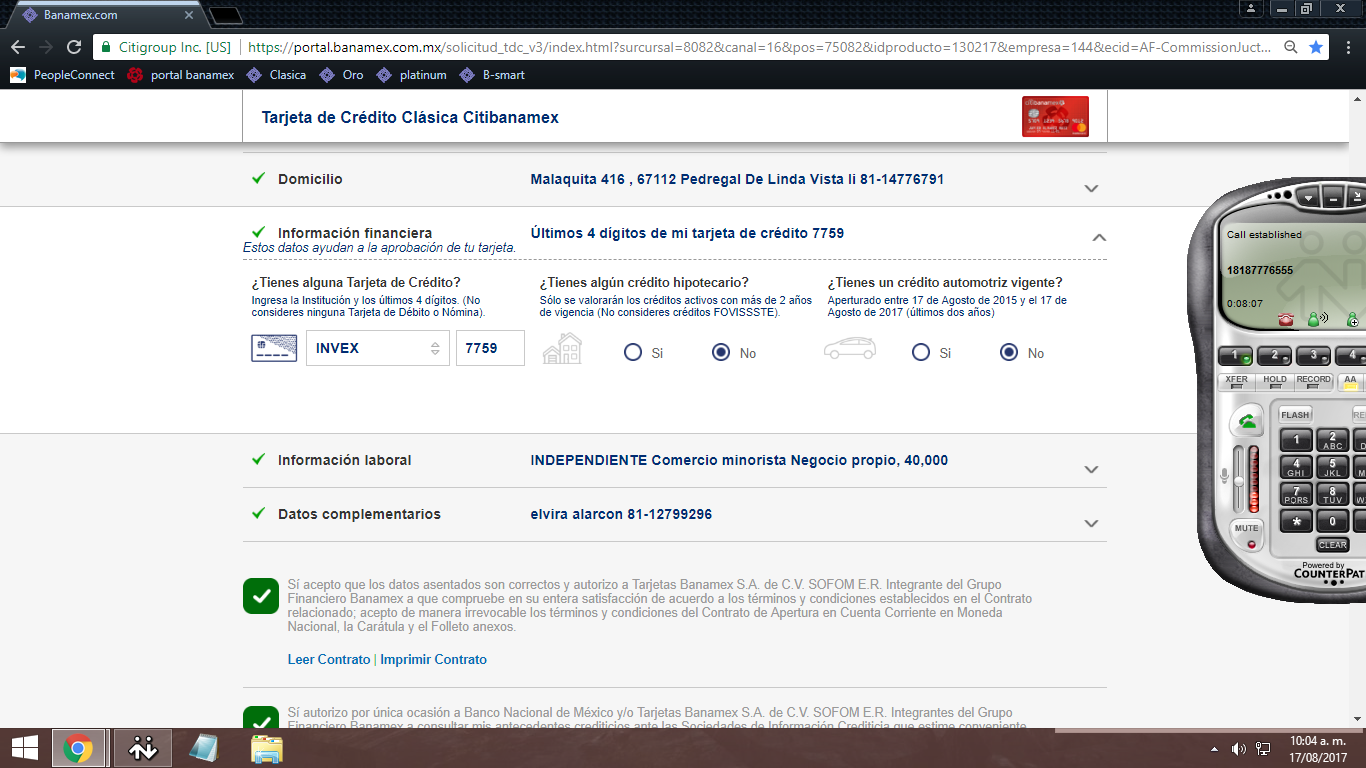 Banamex.com
Citigroup Inc. [US] | https://portal.banamex.com.mx/solicitud_tdc_v3/index.html?surcursal=8082&canal=16&pos=75082&idproducto=130217&empresa=144&ecid=AF-CommissionJuct...
PeopleConnect portal banamex Clasica Oro platinum B-smart
Tarjeta de Crédito Clásica Citibanamex
citibanamex
Domicilio Malaquita 416 , 67112 Pedregal De Linda Vista Ii 81-14776791
Información financiera Últimos 4 dígitos de mi tarjeta de crédito 7759
Estos datos ayudan a la aprobación de tu tarjeta.
¿Tienes alguna Tarjeta de Crédito? ¿Tienes algún crédito hipotecario? ¿Tienes un crédito automotriz vigente?
Ingresa la Institución y los últimos 4 dígitos. (No Sólo se valorarán los créditos activos con más de 2 años Aperturado entre 17 de Agosto de 2015 y el 17 de
consideres ninguna Tarjeta de Débito o Nómina). de vigencia (No consideres créditos FOVISSSTE). Agosto de 2017 (últimos dos años)
INVEX 7759 Si No Si No
Información laboral INDEPENDIENTE Comercio minorista Negocio propio, 40,000
Datos complementarios elvira alarcon 81-12799296
Sí acepto que los datos asentados son correctos y autorizo a Tarjetas Banamex S.A. de C.V. SOFOM E.R. Integrante del Grupo
Financiero Banamex a que compruebe en su entera satisfacción de acuerdo a los términos y condiciones establecidos en el Contrato
relacionado; acepto de manera irrevocable los términos y condiciones del Contrato de Apertura en Cuenta Corriente en Moneda
Nacional, la Carátula y el Folleto anexos.
Leer Contrato | Imprimir Contrato
Sí autorizo por única ocasión a Banco Nacional de México y/o Tarjetas Banamex S.A. de C.V. SOFOM E.R. Integrantes del Grupo
Financiero Banamex a consultar mis antecedentes crediticios ante las Sociedades de Información Crediticia que estime conveniente
Call established
18187776555
0:08:07
1 2 3 4
XFER HOLD RECORD AA
FLASH RE
1 2 ABC D
4 GHI 5 JKL M
7 PQRS 8 TUV W
* 0
MUTE
CLEAR
Powered by
COUNTERPAT
10:04 a. m.
17/08/2017